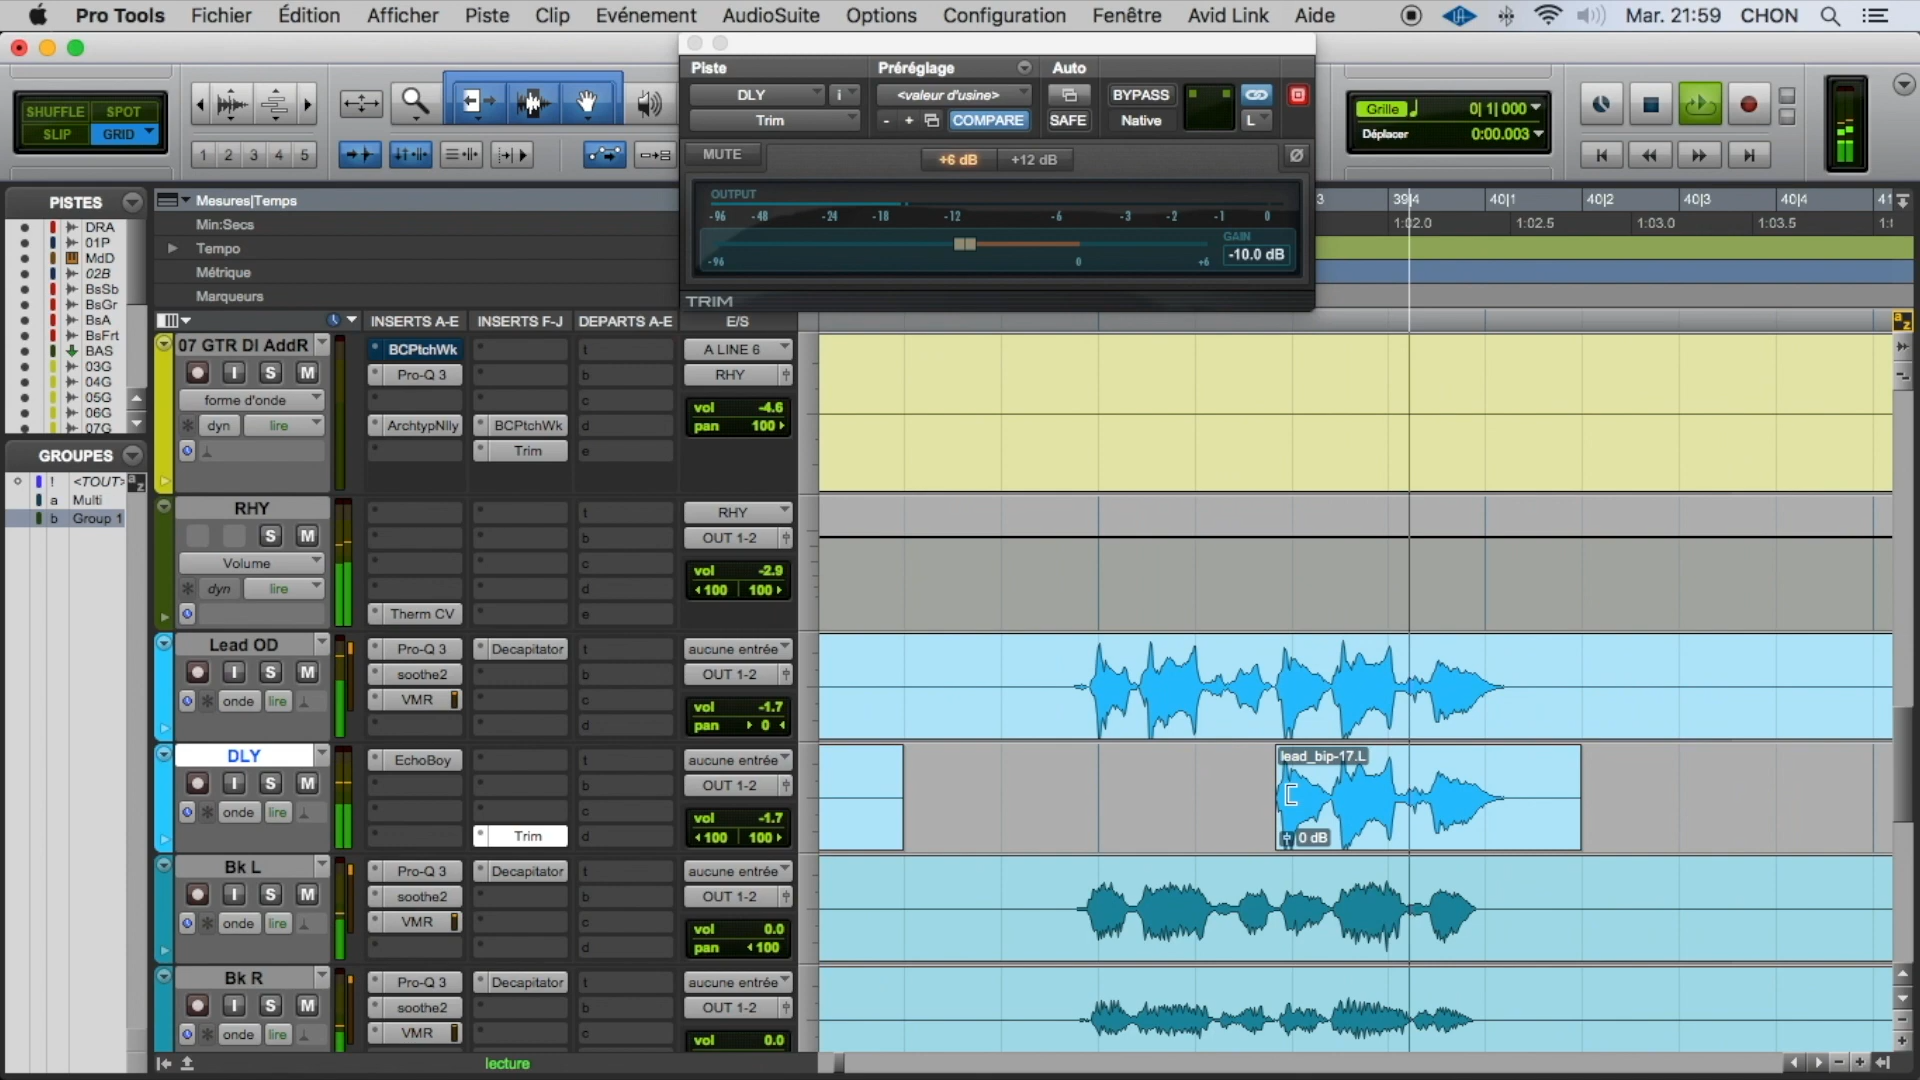 Pro Tools Fichier Édition Afficher Piste Clip Evénement AudioSuite Options Configuration Fenêtre Avid Link Aide Mar. 21:59 CHON
Piste Préréglage Auto
DLY i <valeur d'usine> BYPASS
Trim - + COMPARE SAFE Native L
MUTE +6 dB +12 dB Ø
OUTPUT
-96 -48 -24 -18 -12 -6 -3 -2 -1 0
GAIN
-10.0 dB
-96 0 +6
TRIM
SHUFFLE SPOT
SLIP GRID
1 2 3 4 5
Grille 0| 1| 000
Déplacer 0:00.003
PISTES
DRA
01P
MdD
02B
BsSb
BsGr
BsA
BsFrt
BAS
03G
04G
05G
06G
07G
GROUPES
! <TOUT>
a Multi
b Group 1
Mesures|Temps
Min:Secs
Tempo
Métrique
Marqueurs
3 39|4 40|1 40|2 40|3 40|4 41
1:02.0 1:02.5 1:03.0 1:03.5 1:
INSERTS A-E INSERTS F-J DEPARTS A-E E/S
07 GTR DI AddR BCPtchWk A LINE 6
I S M Pro-Q 3 b RHY
forme d'onde c vol -4.6
dyn lire ArchtypNlly BCPtchWk d pan 100
Trim e
RHY RHY
S M b OUT 1-2
Volume c vol -2.9
dyn lire d 100 100
Therm CV e
Lead OD Pro-Q 3 Decapitator aucune entrée
I S M soothe2 b OUT 1-2
onde lire VMR c vol -1.7
d pan 0
DLY EchoBoy aucune entrée
I S M b OUT 1-2
onde lire c vol -1.7
Trim d 100 100
lead_bip-17.L
0 dB
Bk L Pro-Q 3 Decapitator aucune entrée
I S M soothe2 b OUT 1-2
onde lire VMR c vol 0.0
d pan 100
Bk R Pro-Q 3 Decapitator aucune entrée
I S M soothe2 b OUT 1-2
onde lire VMR c vol 0.0
lecture
a z